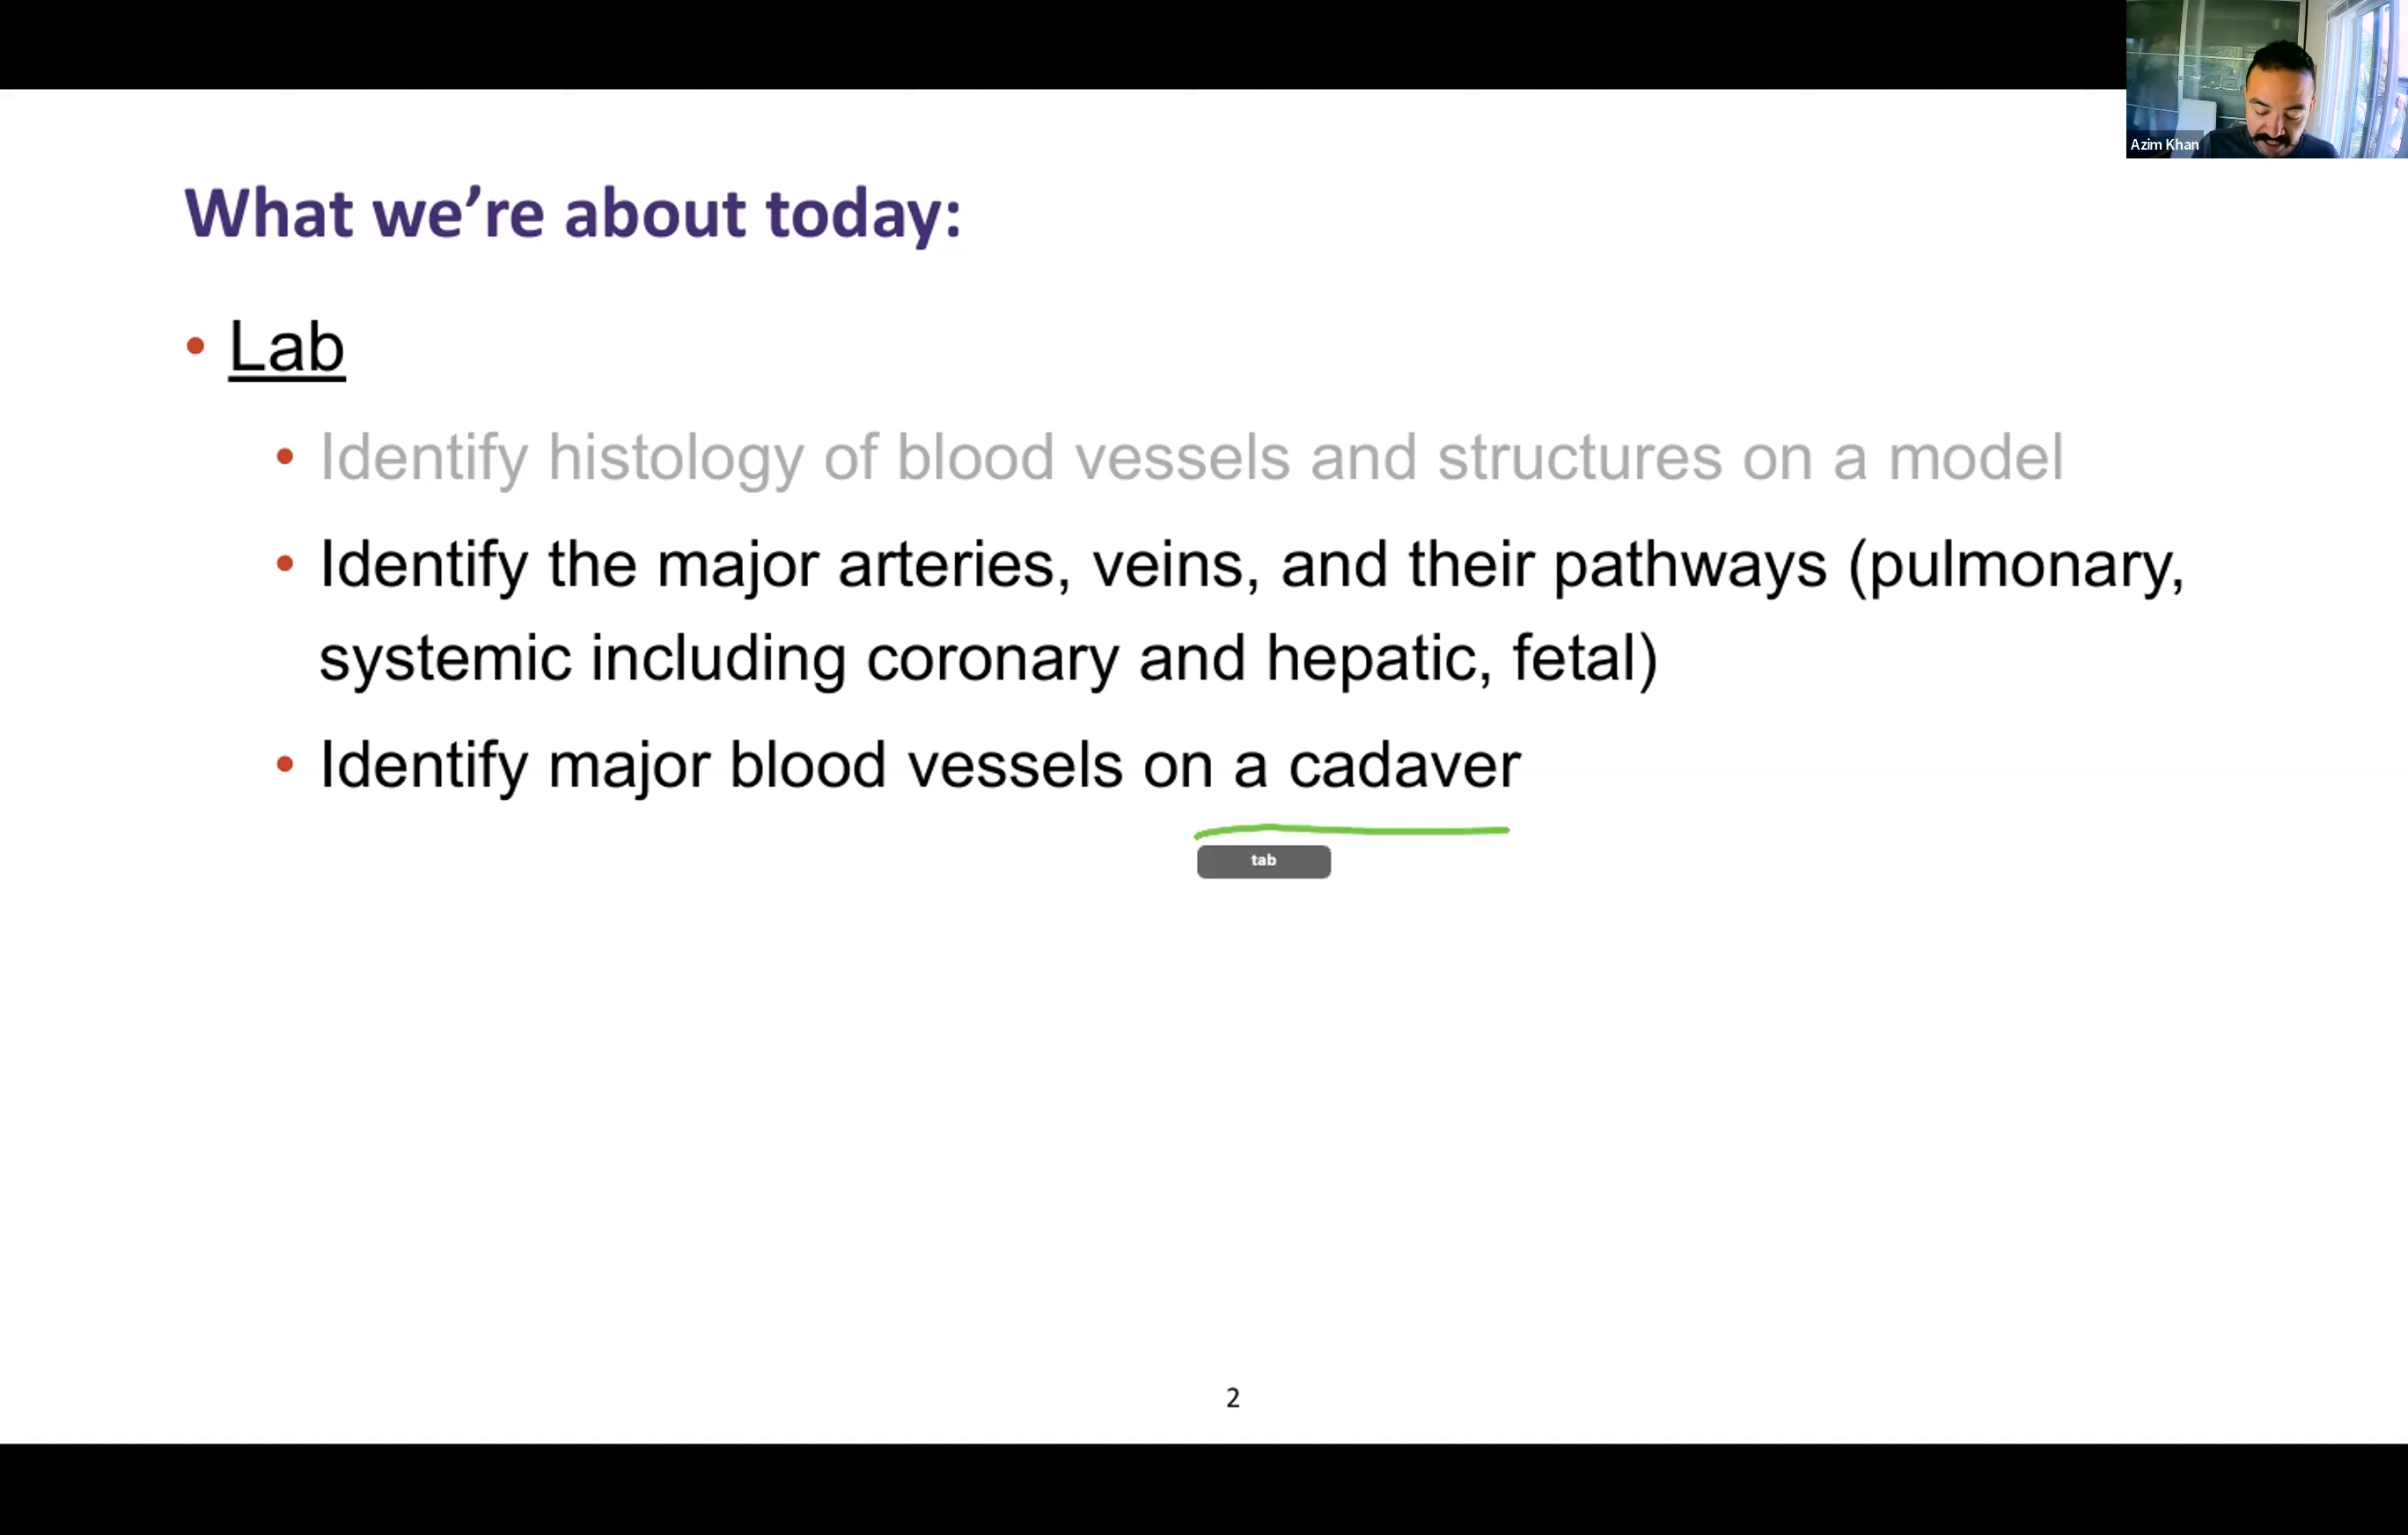 Azim Khan
What we're about today:
• Lab
• Identify histology of blood vessels and structures on a model
• Identify the major arteries, veins, and their pathways (pulmonary,
systemic including coronary and hepatic, fetal)
• Identify major blood vessels on a cadaver
tab
2